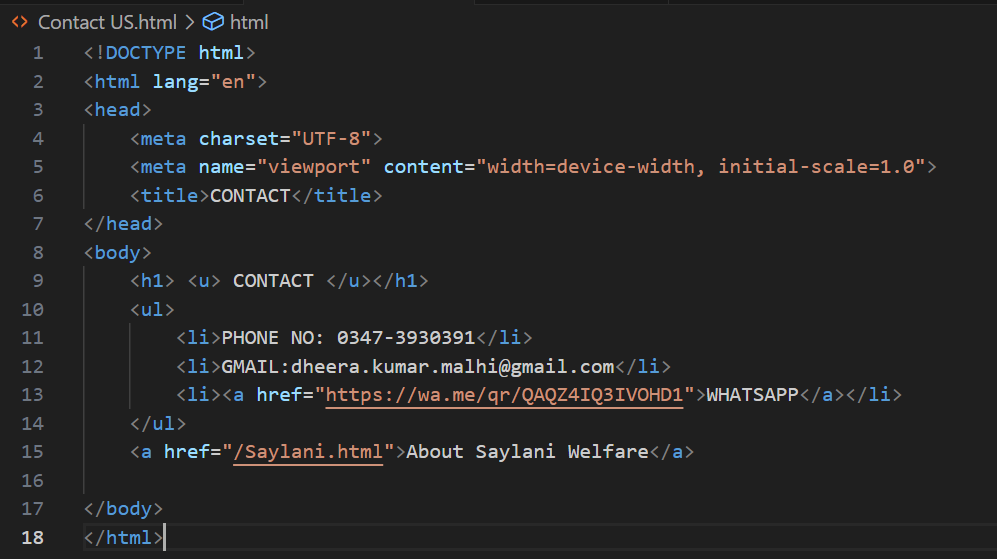 Contact US.html > html
1 <!DOCTYPE html>
2 <html lang="en">
3 <head>
4     <meta charset="UTF-8">
5     <meta name="viewport" content="width=device-width, initial-scale=1.0">
6     <title>CONTACT</title>
7 </head>
8 <body>
9     <h1> <u> CONTACT </u></h1>
10     <ul>
11         <li>PHONE NO: 0347-3930391</li>
12         <li>GMAIL:dheera.kumar.malhi@gmail.com</li>
13         <li><a href="https://wa.me/qr/QAQZ4IQ3IVOHD1">WHATSAPP</a></li>
14     </ul>
15     <a href="/Saylani.html">About Saylani Welfare</a>
16
17 </body>
18 </html>